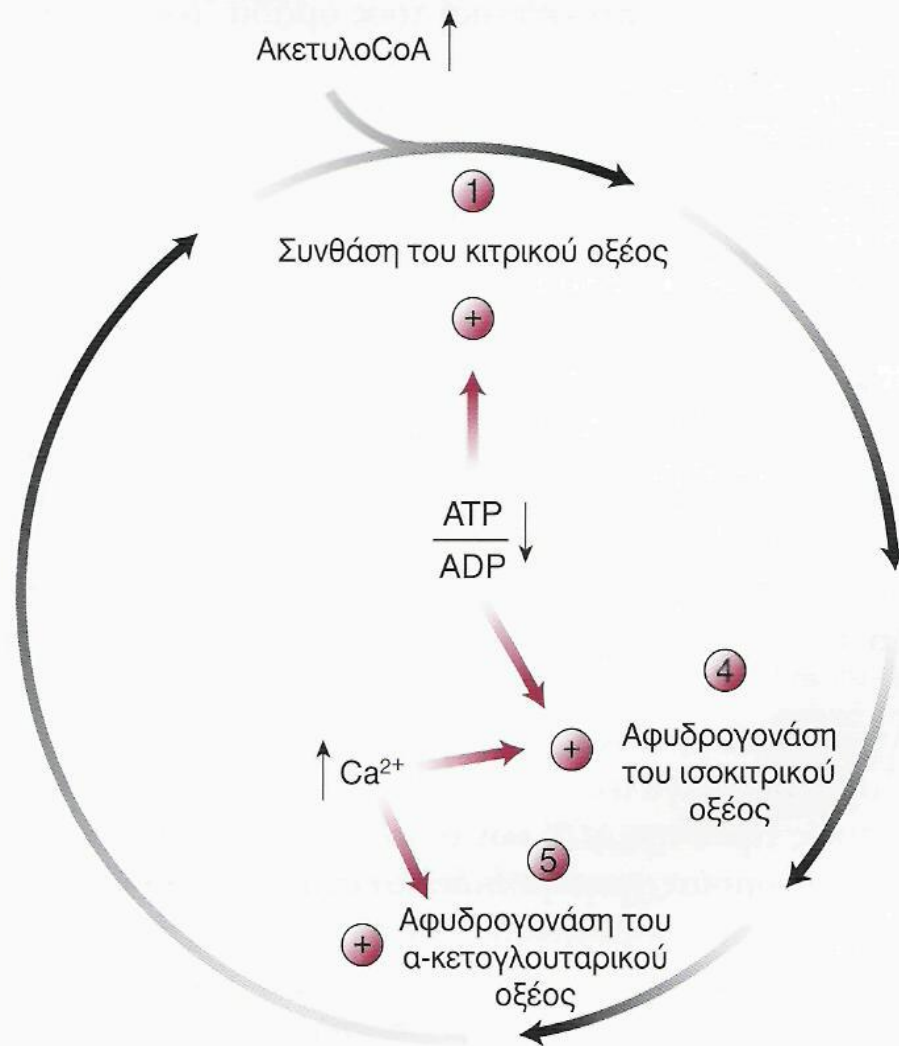 ΑκετυλοCoA ↑
1
Συνθάση του κιτρικού οξέος
+
ATP
ADP ↓
4
+
Αφυδρογονάση
του ισοκιτρικού
οξέος
↑ Ca²⁺
5
+
Αφυδρογονάση του
α-κετογλουταρικού
οξέος